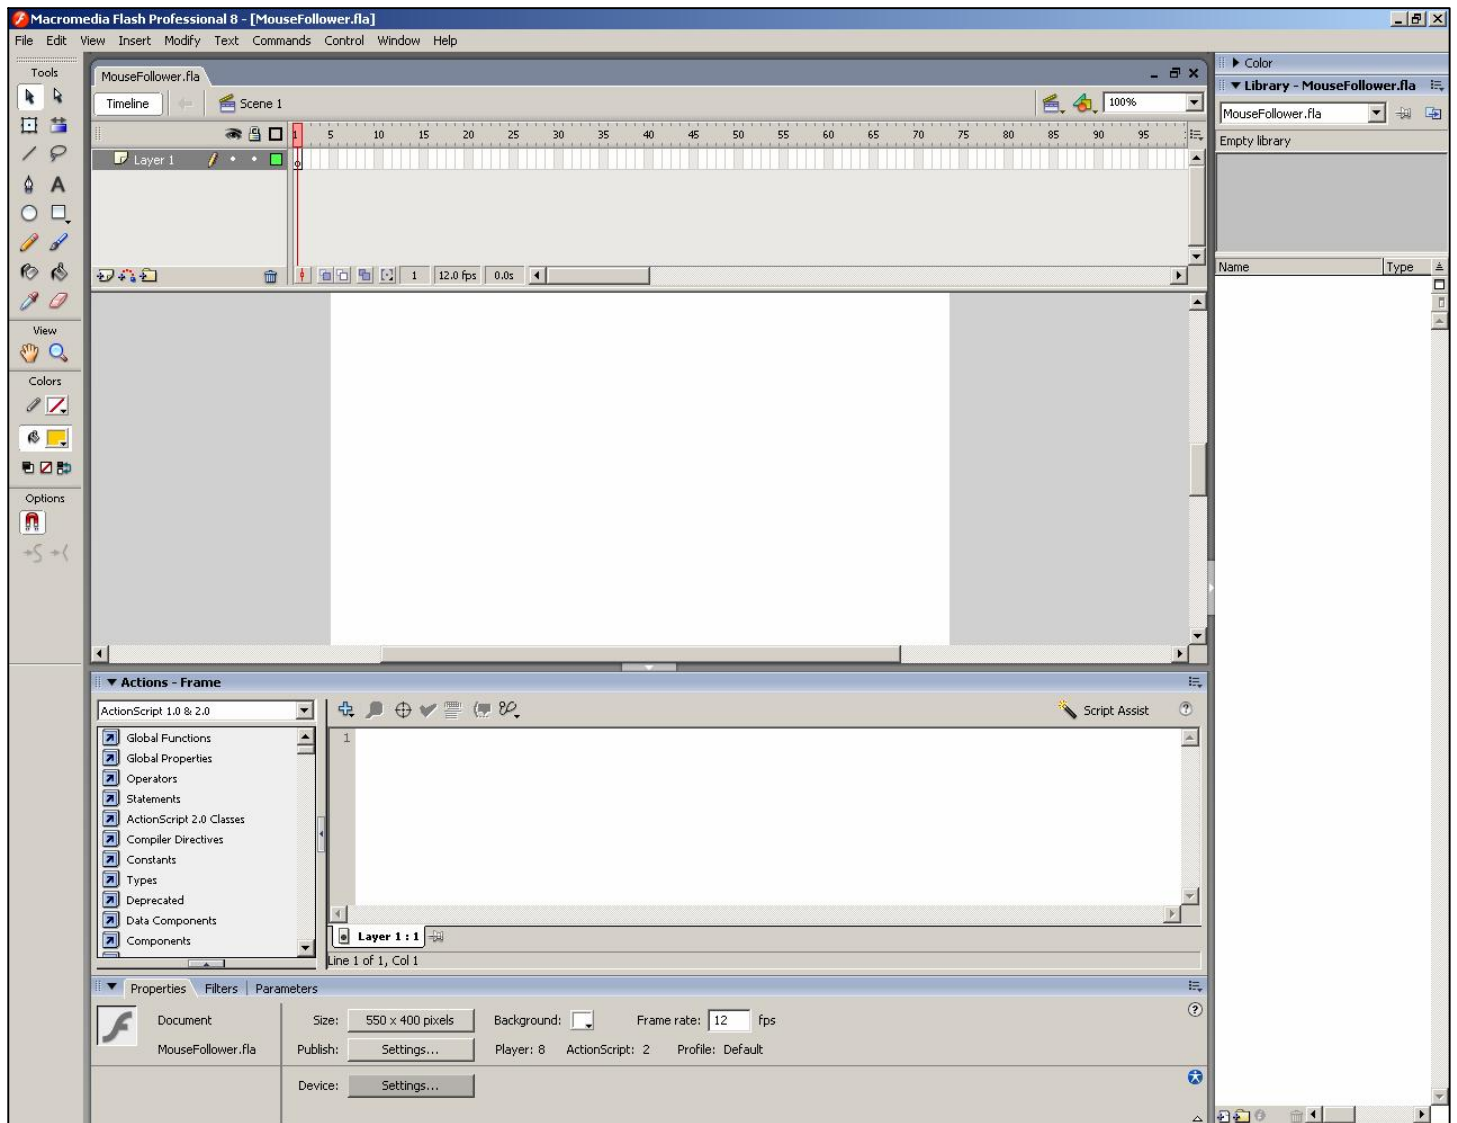 Macromedia Flash Professional 8 - [MouseFollower.fla]
File Edit View Insert Modify Text Commands Control Window Help
Tools
View
Colors
Options
MouseFollower.fla
Timeline Scene 1 100%
1 5 10 15 20 25 30 35 40 45 50 55 60 65 70 75 80 85 90 95
Layer 1
1 12.0 fps 0.0s
Actions - Frame
ActionScript 1.0 & 2.0
Global Functions
Global Properties
Operators
Statements
ActionScript 2.0 Classes
Compiler Directives
Constants
Types
Deprecated
Data Components
Components
Script Assist
1
Layer 1 : 1
Line 1 of 1, Col 1
Properties Filters Parameters
Document
MouseFollower.fla
Size: 550 x 400 pixels Background: Frame rate: 12 fps
Publish: Settings... Player: 8 ActionScript: 2 Profile: Default
Device: Settings...
Color
Library - MouseFollower.fla
MouseFollower.fla
Empty library
Name Type